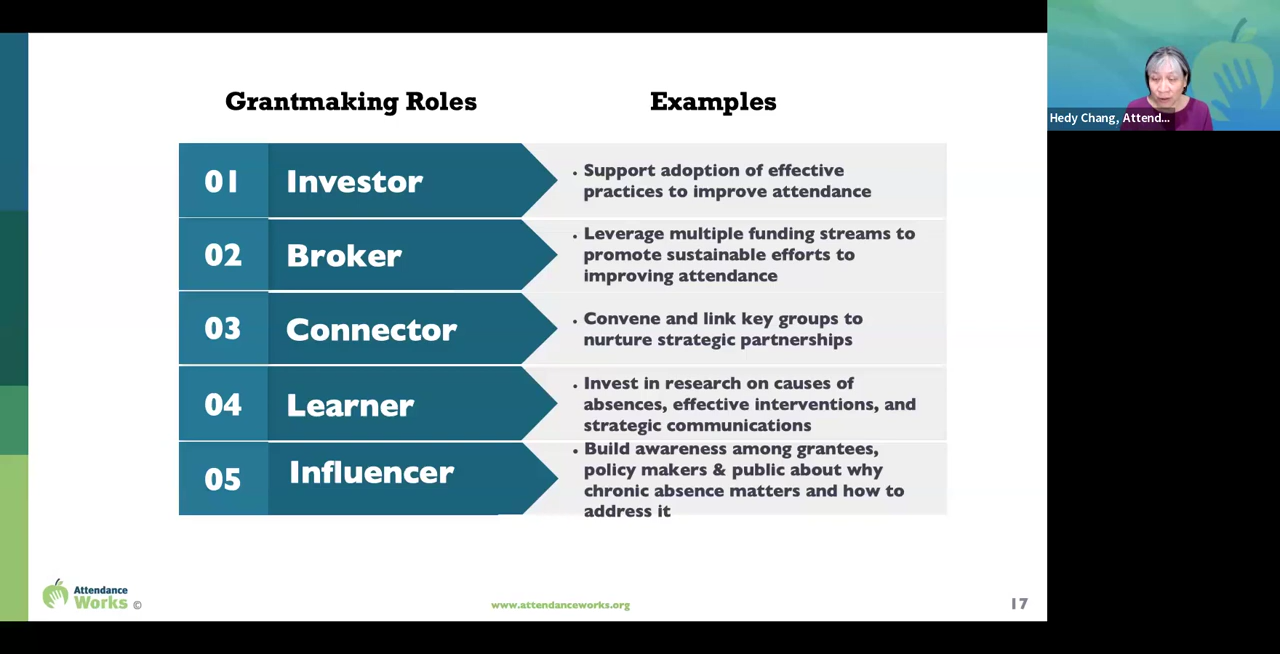 Grantmaking Roles
Examples
01
Investor
• Support adoption of effective
practices to improve attendance
02
Broker
• Leverage multiple funding streams to
promote sustainable efforts to
improving attendance
03
Connector
• Convene and link key groups to
nurture strategic partnerships
04
Learner
• Invest in research on causes of
absences, effective interventions, and
strategic communications
05
Influencer
• Build awareness among grantees,
policy makers & public about why
chronic absence matters and how to
address it
Attendance
Works ©
www.attendanceworks.org
17
Hedy Chang, Attend...